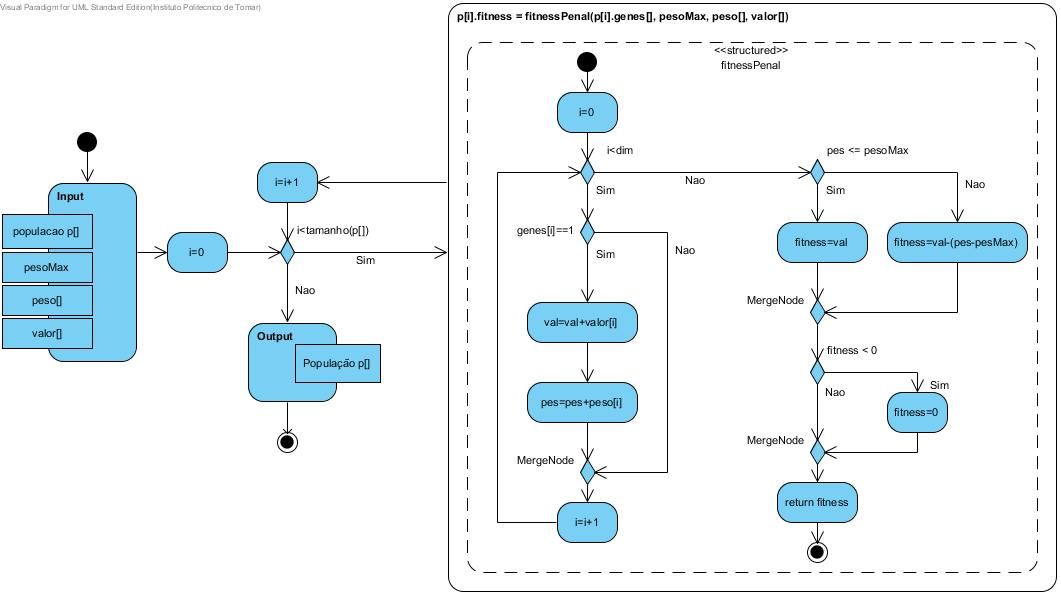 Visual Paradigm for UML Standard Edition(Instituto Politecnico de Tomar)
Input
populacao p[]
pesoMax
peso[]
valor[]
i=0
i=i+1
i<tamanho(p[])
Sim
Nao
Output
População p[]
p[i].fitness = fitnessPenal(p[i].genes[], pesoMax, peso[], valor[])
<<structured>>
fitnessPenal
i=0
i<dim
Sim
Nao
genes[i]==1
Sim
Nao
val=val+valor[i]
pes=pes+peso[i]
MergeNode
i=i+1
pes <= pesoMax
Sim
Nao
fitness=val
fitness=val-(pes-pesMax)
MergeNode
fitness < 0
Sim
Nao
fitness=0
MergeNode
return fitness